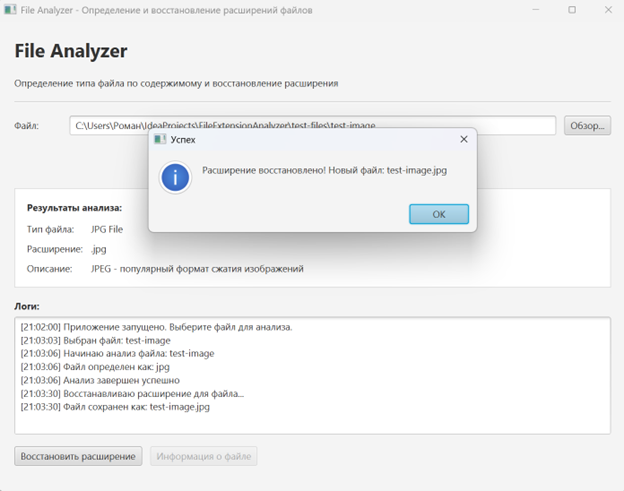 File Analyzer - Определение и восстановление расширений файлов
File Analyzer
Определение типа файла по содержимому и восстановление расширения
Файл: C:\Users\Роман\IdeaProjects\FileExtensionAnalyzer\test-files\test-image Обзор...
Успех
Расширение восстановлено! Новый файл: test-image.jpg
OK
Результаты анализа:
Тип файла: JPG File
Расширение: .jpg
Описание: JPEG - популярный формат сжатия изображений
Логи:
[21:02:00] Приложение запущено. Выберите файл для анализа.
[21:03:03] Выбран файл: test-image
[21:03:06] Начинаю анализ файла: test-image
[21:03:06] Файл определен как: jpg
[21:03:06] Анализ завершен успешно
[21:03:30] Восстанавливаю расширение для файла...
[21:03:30] Файл сохранен как: test-image.jpg
Восстановить расширение Информация о файле